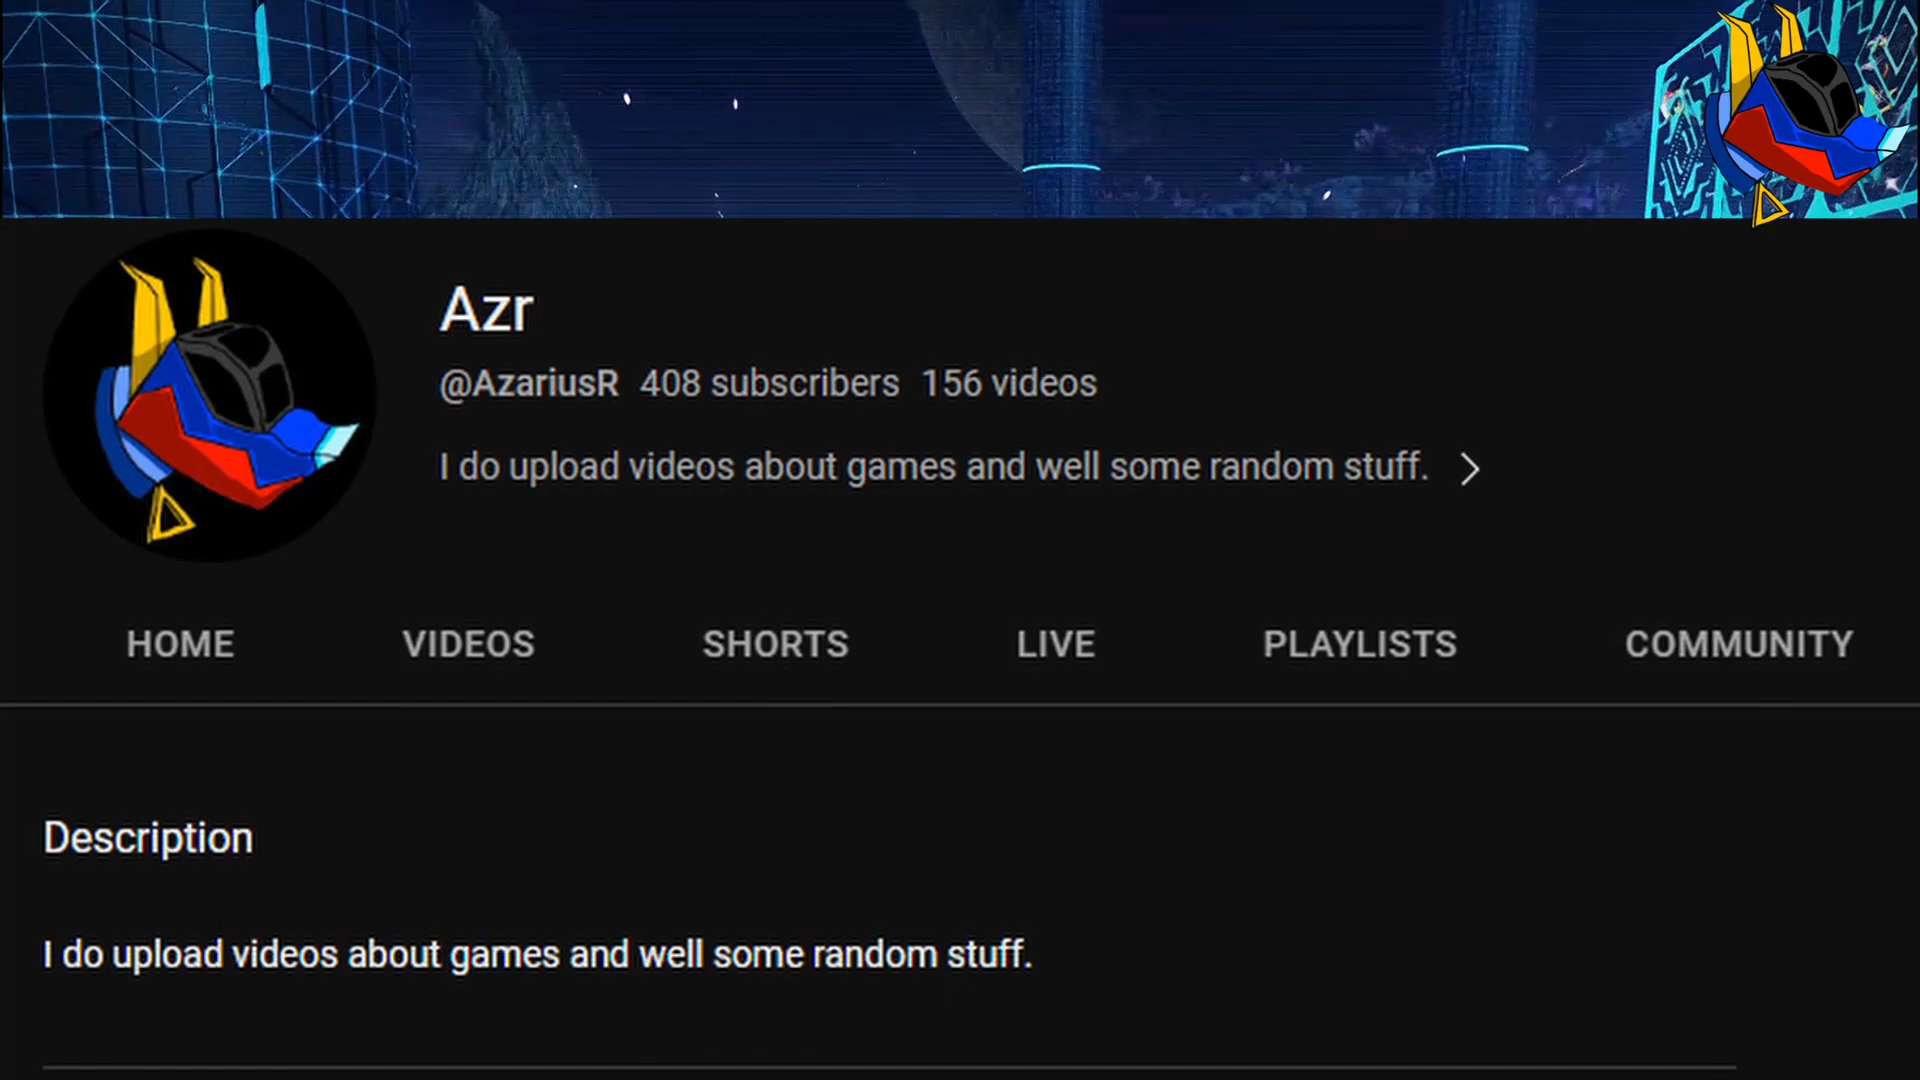 Azr
@AzariusR 408 subscribers 156 videos
I do upload videos about games and well some random stuff.
HOME VIDEOS SHORTS LIVE PLAYLISTS COMMUNITY
Description
I do upload videos about games and well some random stuff.